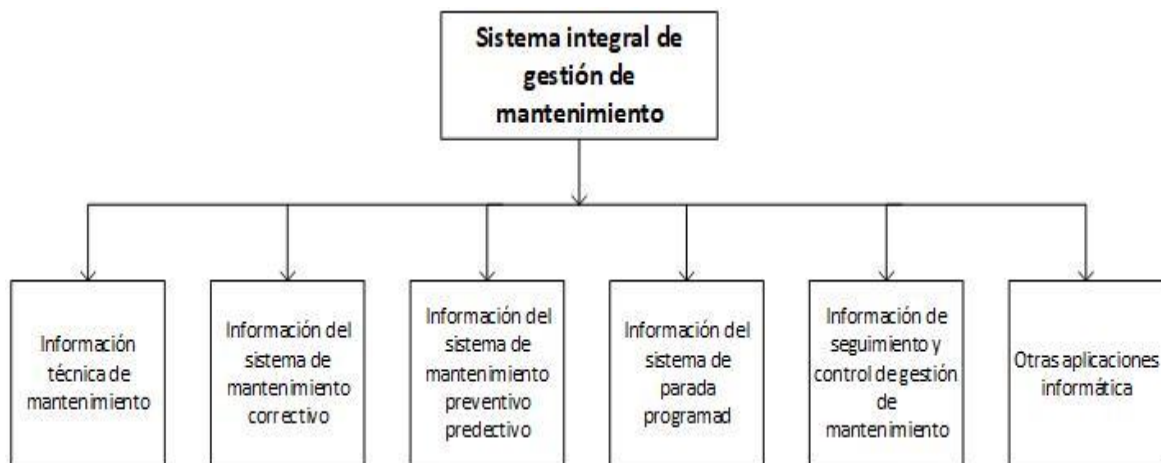 Sistema integral de
gestión de
mantenimiento
Información
técnica de
mantenimiento
Información del
sistema de
mantenimiento
correctivo
Información del
sistema de
mantenimiento
preventivo
predectivo
Información del
sistema de
parada
programad
Información de
seguimiento y
control de gestión
de
mantenimiento
Otras aplicaciones
informática